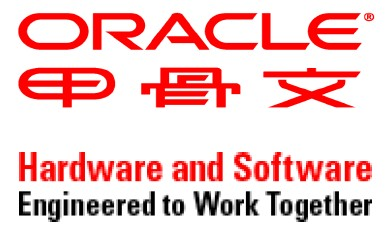 ORACLE®
甲骨文
Hardware and Software
Engineered to Work Together